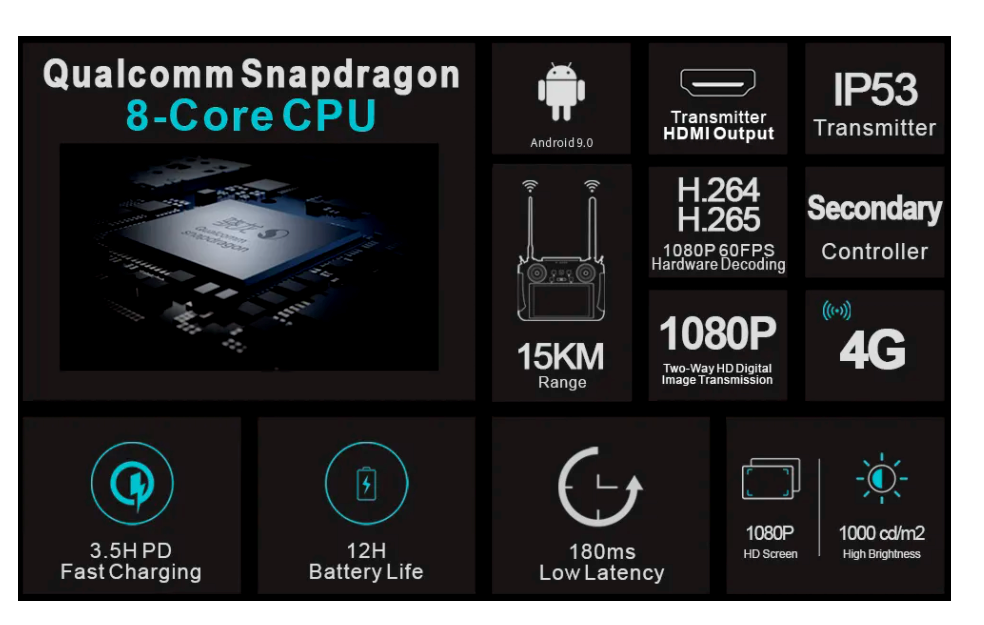 Qualcomm Snapdragon
8-Core CPU
Qualcomm
snapdragon
Android 9.0
Transmitter
HDMI Output
IP53
Transmitter
15KM
Range
H.264
H.265
1080P 60FPS
Hardware Decoding
Secondary
Controller
1080P
Two-Way HD Digital
Image Transmission
4G
3.5H PD
Fast Charging
12H
Battery Life
180ms
Low Latency
1080P
HD Screen
1000 cd/m2
High Brightness